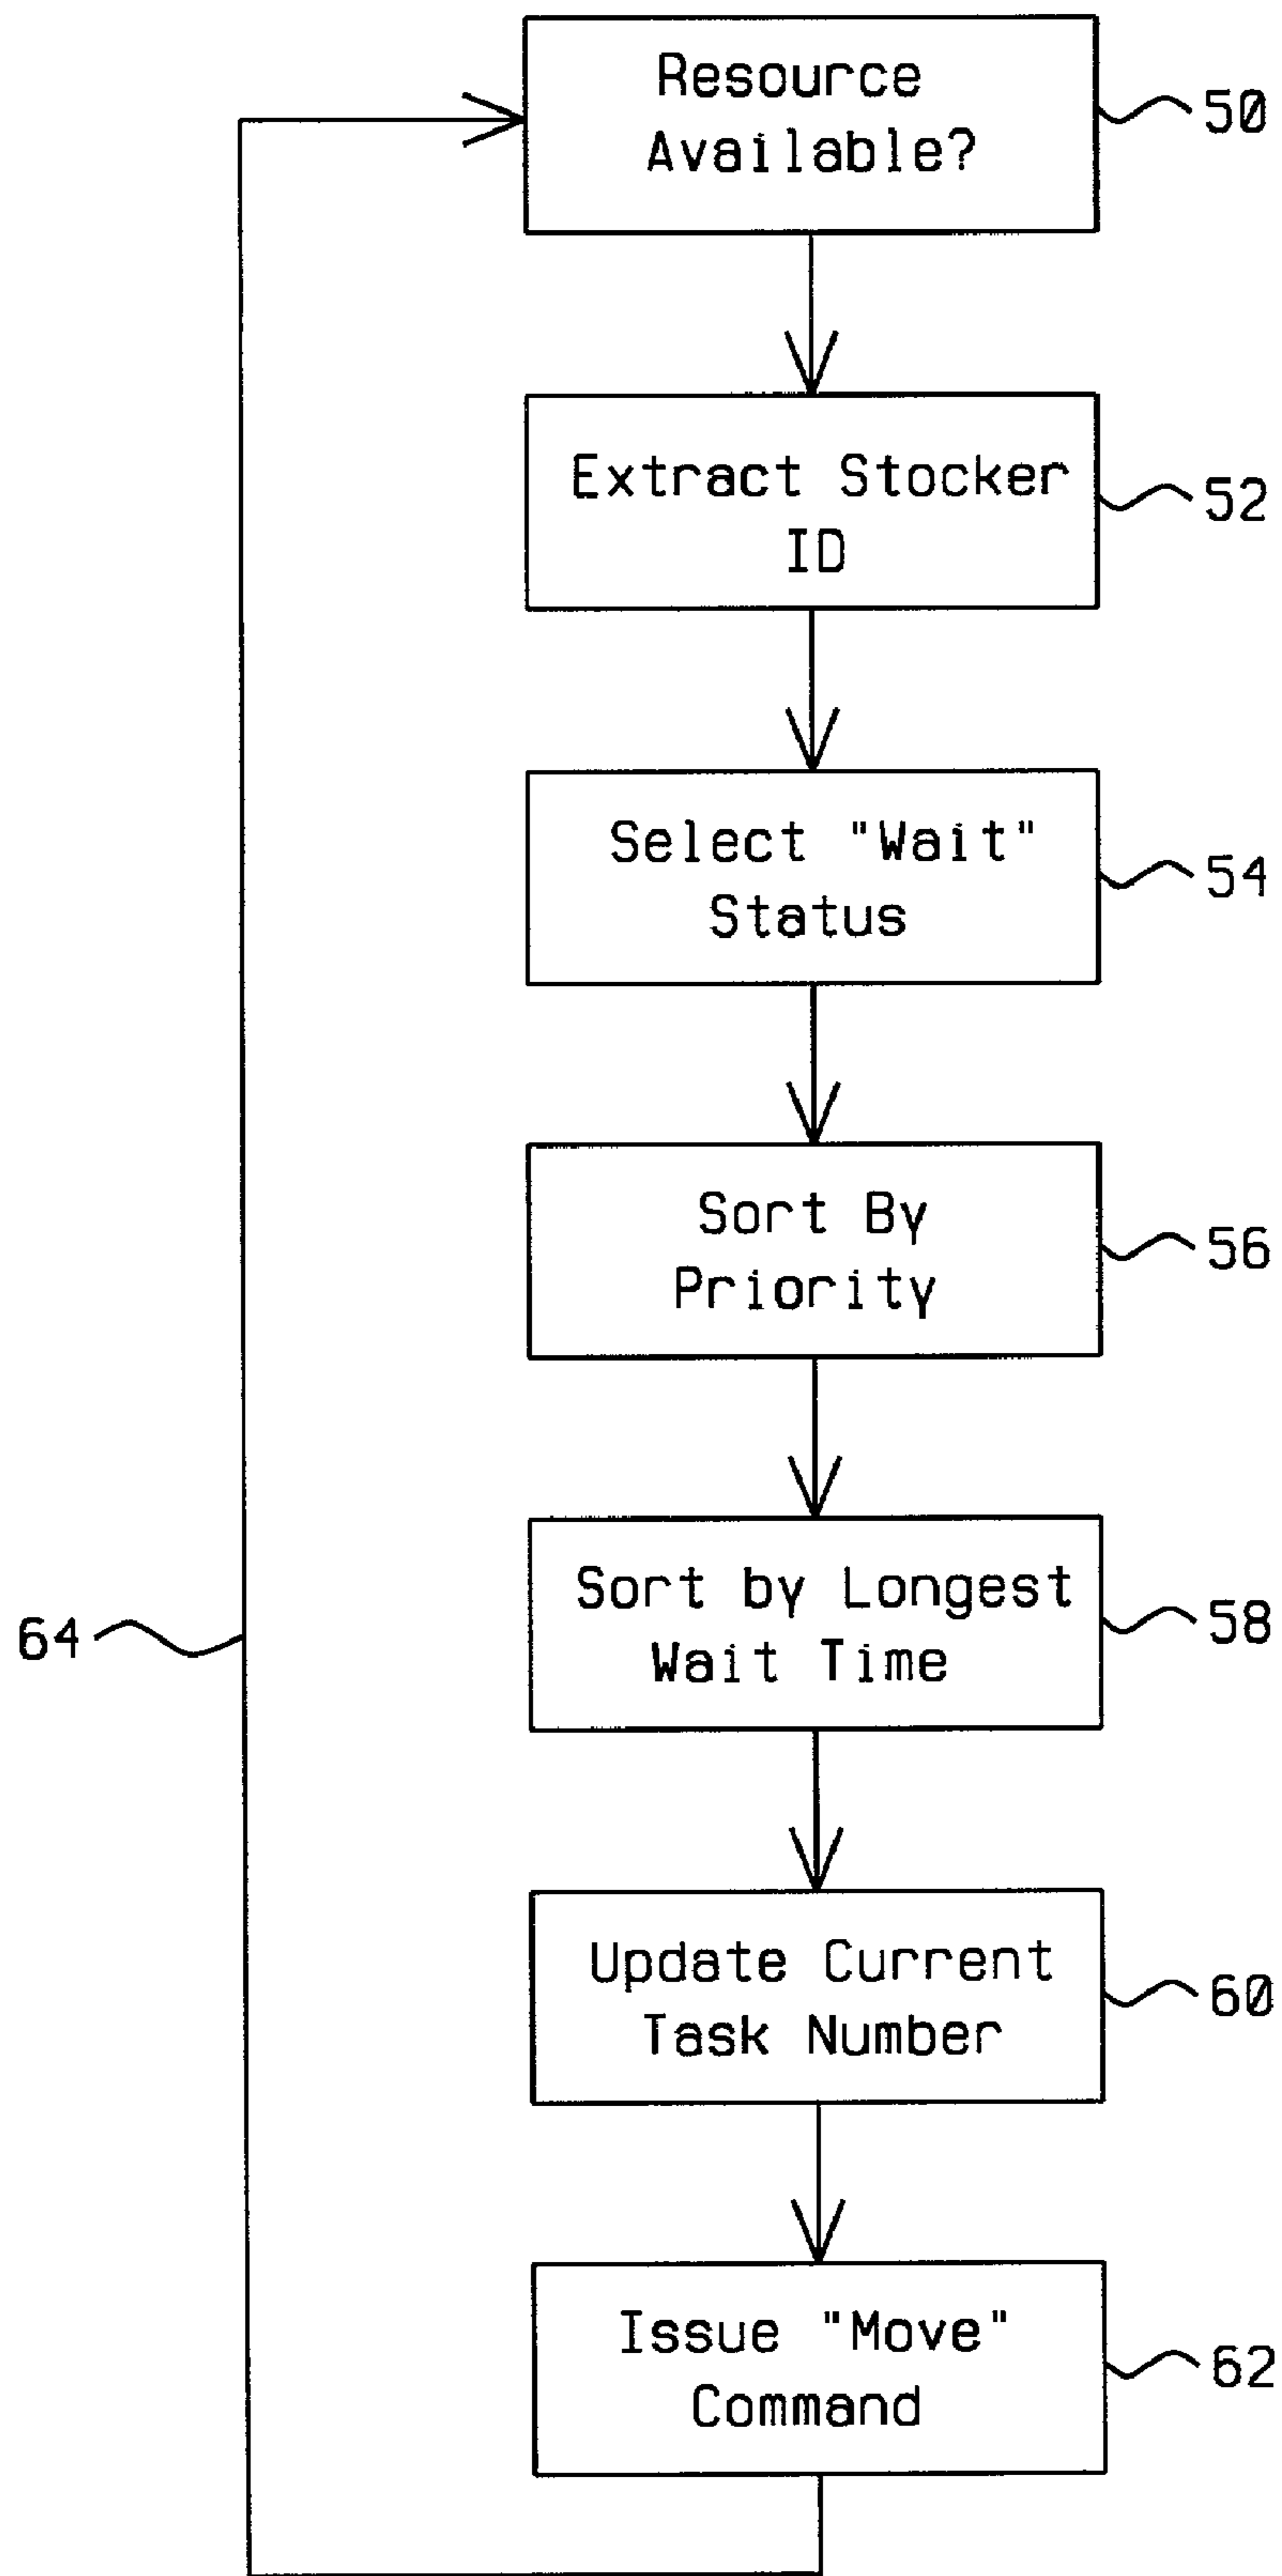 Resource
Available?
50
Extract Stocker
ID
52
Select "Wait"
Status
54
Sort By
Priority
56
Sort by Longest
Wait Time
58
64
Update Current
Task Number
60
Issue "Move"
Command
62